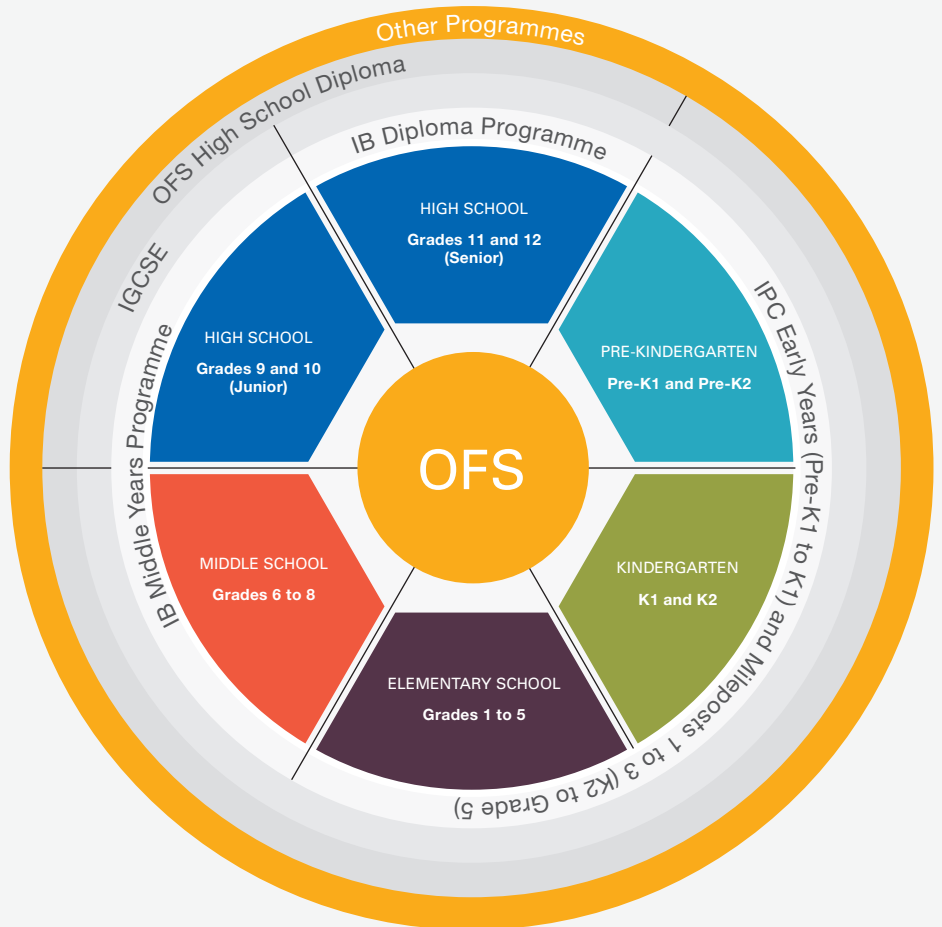 Other Programmes
OFS High School Diploma
IGCSE
IB Diploma Programme
IB Middle Years Programme
IPC Early Years (Pre-K1 to K1) and Mileposts 1 to 3 (K2 to Grade 5)
HIGH SCHOOL
Grades 11 and 12
(Senior)
HIGH SCHOOL
Grades 9 and 10
(Junior)
PRE-KINDERGARTEN
Pre-K1 and Pre-K2
OFS
MIDDLE SCHOOL
Grades 6 to 8
KINDERGARTEN
K1 and K2
ELEMENTARY SCHOOL
Grades 1 to 5